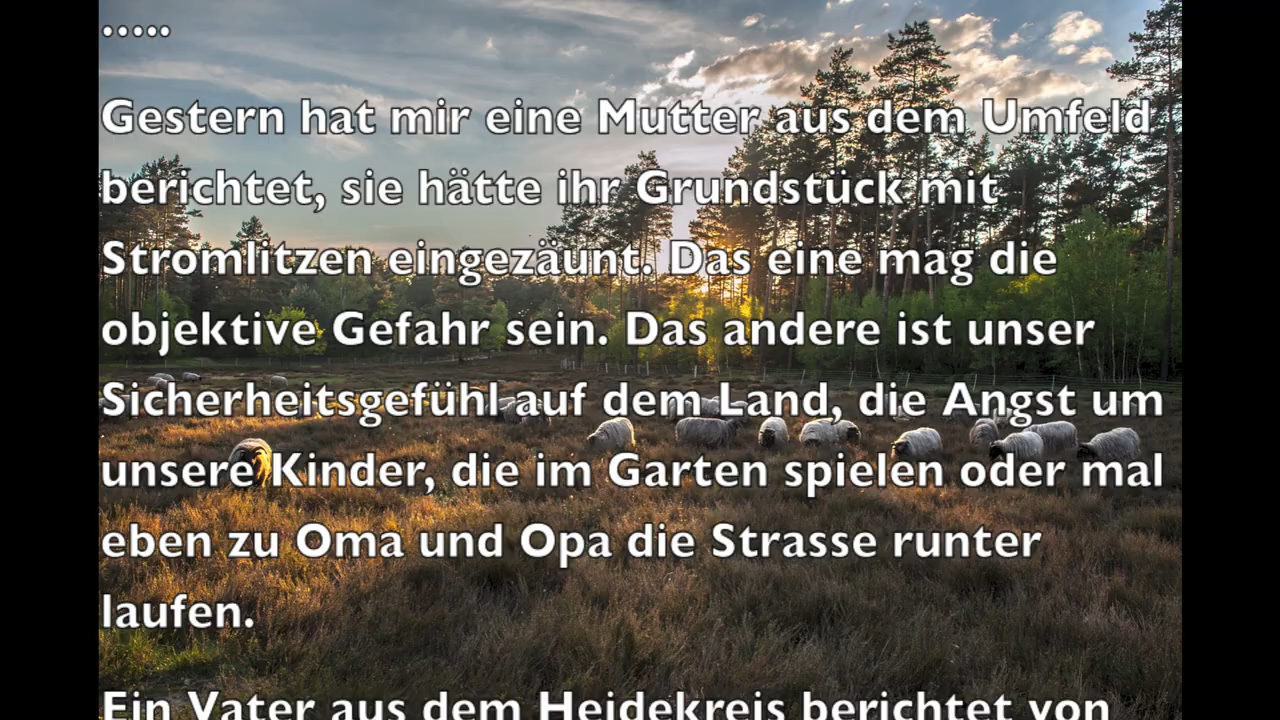 .....
Gestern hat mir eine Mutter aus dem Umfeld
berichtet, sie hätte ihr Grundstück mit
Stromlitzen eingezäunt. Das eine mag die
objektive Gefahr sein. Das andere ist unser
Sicherheitsgefühl auf dem Land, die Angst um
unsere Kinder, die im Garten spielen oder mal
eben zu Oma und Opa die Strasse runter
laufen.
Ein Vater aus dem Heidekreis berichtet von